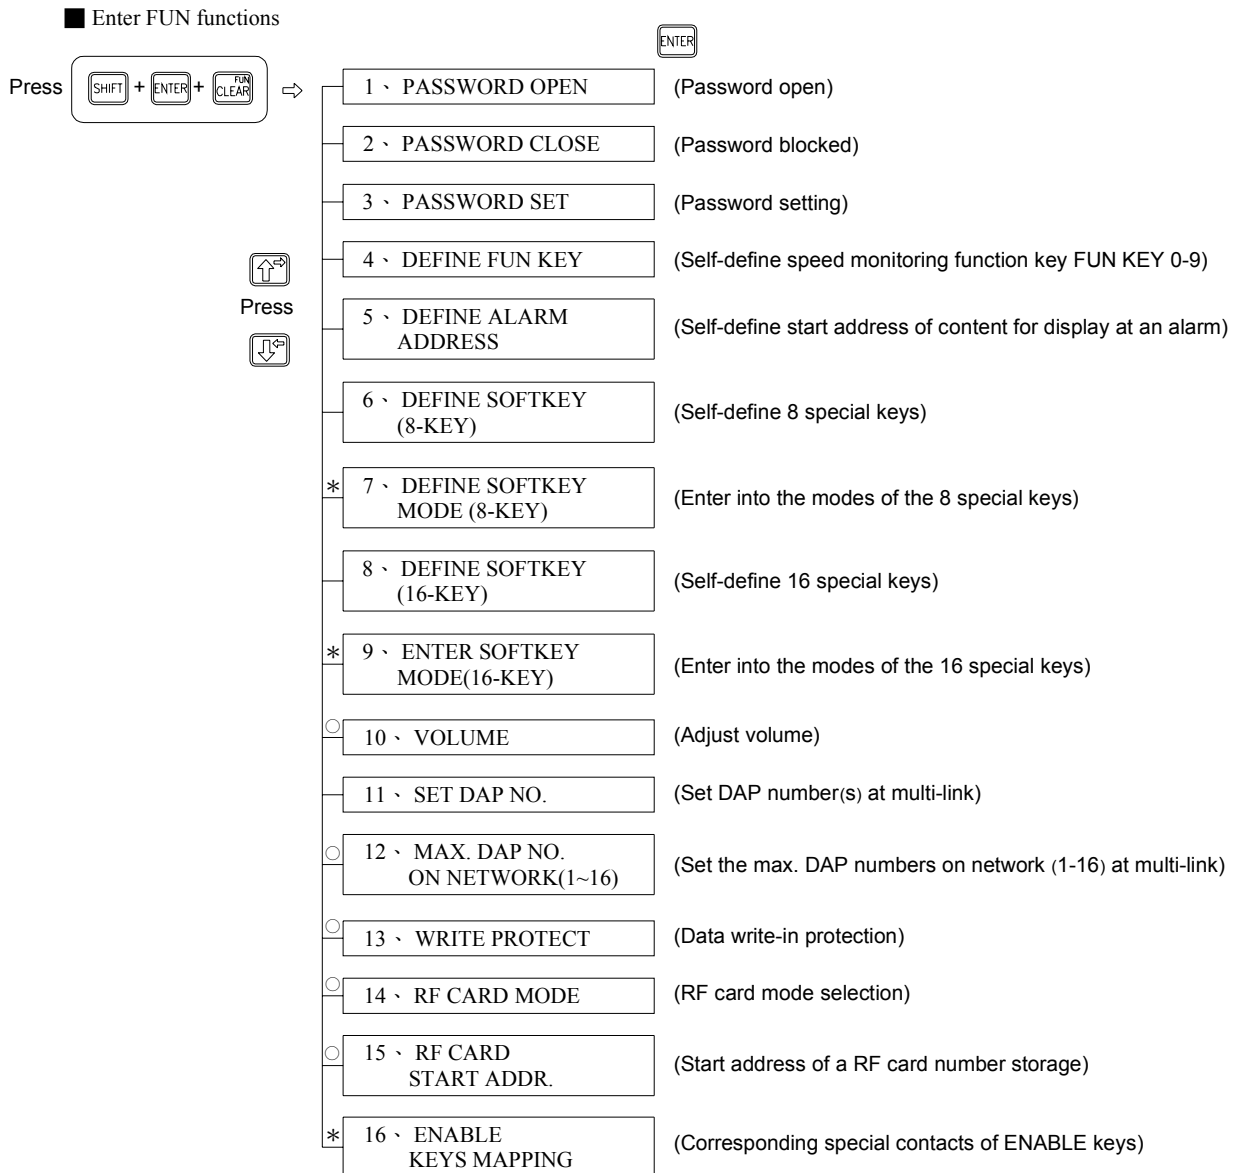 ■ Enter FUN functions
ENTER
Press SHIFT + ENTER + FUN CLEAR ⇨
1、PASSWORD OPEN (Password open)
2、PASSWORD CLOSE (Password blocked)
3、PASSWORD SET (Password setting)
4、DEFINE FUN KEY (Self-define speed monitoring function key FUN KEY 0-9)
Press
5、DEFINE ALARM
ADDRESS (Self-define start address of content for display at an alarm)
6、DEFINE SOFTKEY
(8-KEY) (Self-define 8 special keys)
* 7、DEFINE SOFTKEY
MODE (8-KEY) (Enter into the modes of the 8 special keys)
8、DEFINE SOFTKEY
(16-KEY) (Self-define 16 special keys)
* 9、ENTER SOFTKEY
MODE(16-KEY) (Enter into the modes of the 16 special keys)
○ 10、VOLUME (Adjust volume)
11、SET DAP NO. (Set DAP number(s) at multi-link)
○ 12、MAX. DAP NO.
ON NETWORK(1~16) (Set the max. DAP numbers on network (1-16) at multi-link)
○ 13、WRITE PROTECT (Data write-in protection)
○ 14、RF CARD MODE (RF card mode selection)
○ 15、RF CARD
START ADDR. (Start address of a RF card number storage)
* 16、ENABLE
KEYS MAPPING (Corresponding special contacts of ENABLE keys)